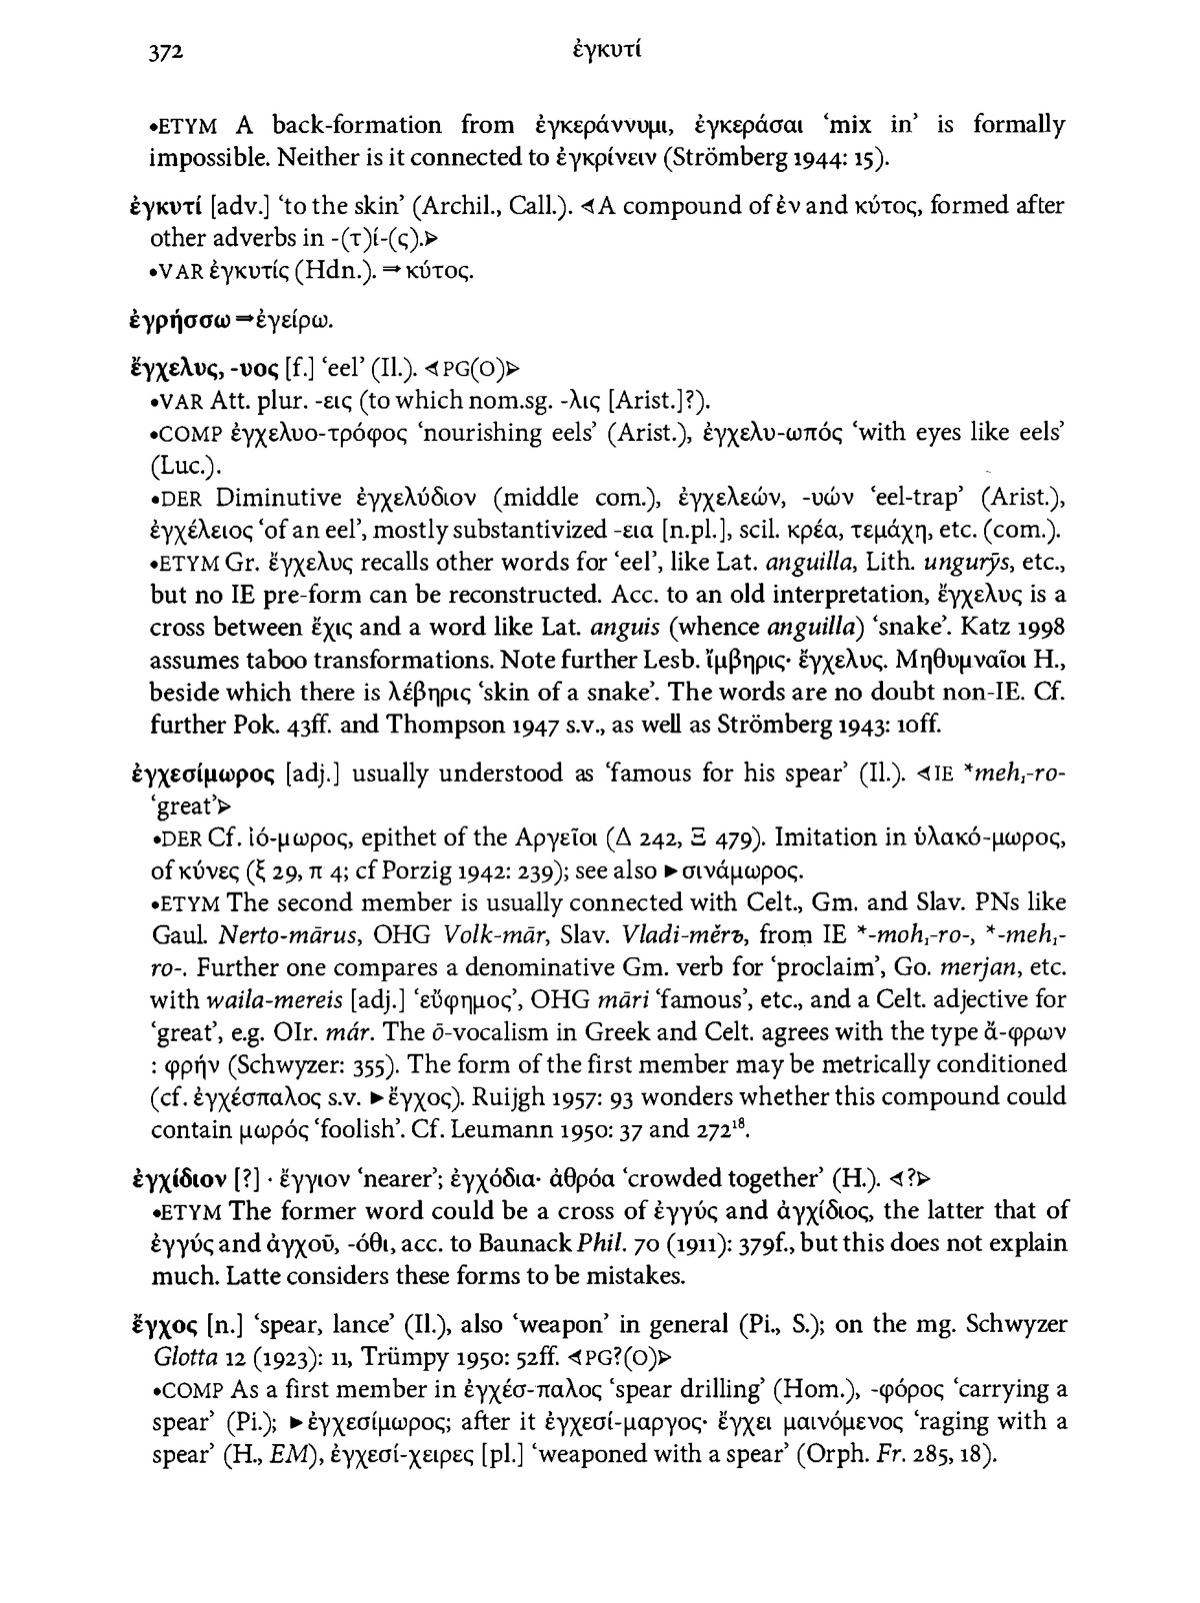 372
ἐγκυτί
•ETYM A back-formation from ἐγκεράννυμι, ἐγκεράσαι ‘mix in’ is formally
impossible. Neither is it connected to ἐγκρίνειν (Strömberg 1944: 15).
ἐγκυτί [adv.] ‘to the skin’ (Archil., Call.). ⊲A compound of ἐν and κύτος, formed after
other adverbs in -(τ)ί-(ς).⊳
•VAR ἐγκυτίς (Hdn.). ⇒ κύτος.
ἐγρήσσω ⇒ἐγείρω.
ἔγχελυς, -υος [f.] ‘eel’ (Il.). ⊲PG(O)⊳
•VAR Att. plur. -εις (to which nom.sg. -λις [Arist.]?).
•COMP ἐγχελυο-τρόφος ‘nourishing eels’ (Arist.), ἐγχελυ-ωπός ‘with eyes like eels’
(Luc.).
•DER Diminutive ἐγχελύδιον (middle com.), ἐγχελεών, -υών ‘eel-trap’ (Arist.),
ἐγχέλειος ‘of an eel’, mostly substantivized -εια [n.pl.], scil. κρέα, τεμάχη, etc. (com.).
•ETYM Gr. ἔγχελυς recalls other words for ‘eel’, like Lat. anguilla, Lith. ungurỹs, etc.,
but no IE pre-form can be reconstructed. Acc. to an old interpretation, ἔγχελυς is a
cross between ἔχις and a word like Lat. anguis (whence anguilla) ‘snake’. Katz 1998
assumes taboo transformations. Note further Lesb. ἴμβηρις· ἔγχελυς. Μηθυμναῖοι H.,
beside which there is λέβηρις ‘skin of a snake’. The words are no doubt non-IE. Cf.
further Pok. 43ff. and Thompson 1947 s.v., as well as Strömberg 1943: 10ff.
ἐγχεσίμωρος [adj.] usually understood as ‘famous for his spear’ (Il.). ⊲IE *meh₁-ro-
‘great’⊳
•DER Cf. ἰό-μωρος, epithet of the Αργεῖοι (Δ 242, Ξ 479). Imitation in ὑλακό-μωρος,
of κύνες (ξ 29, π 4; cf Porzig 1942: 239); see also ►σινάμωρος.
•ETYM The second member is usually connected with Celt., Gm. and Slav. PNs like
Gaul. Nerto-mārus, OHG Volk-mār, Slav. Vladi-měrъ, from IE *-moh₁-ro-, *-meh₁-
ro-. Further one compares a denominative Gm. verb for ‘proclaim’, Go. merjan, etc.
with waila-mereis [adj.] ‘εὔφημος’, OHG māri ‘famous’, etc., and a Celt. adjective for
‘great’, e.g. OIr. már. The ō-vocalism in Greek and Celt. agrees with the type ἄ-φρων
: φρήν (Schwyzer: 355). The form of the first member may be metrically conditioned
(cf. ἐγχέσπαλος s.v. ►ἔγχος). Ruijgh 1957: 93 wonders whether this compound could
contain μωρός ‘foolish’. Cf. Leumann 1950: 37 and 272¹⁸.
ἐγχίδιον [?] · ἔγγιον ‘nearer’; ἐγχόδια· ἀθρόα ‘crowded together’ (H.). ⊲?⊳
•ETYM The former word could be a cross of ἐγγύς and ἀγχίδιος, the latter that of
ἐγγύς and ἀγχοῦ, -όθι, acc. to Baunack Phil. 70 (1911): 379f., but this does not explain
much. Latte considers these forms to be mistakes.
ἔγχος [n.] ‘spear, lance’ (Il.), also ‘weapon’ in general (Pi., S.); on the mg. Schwyzer
Glotta 12 (1923): 11, Trümpy 1950: 52ff. ⊲PG?(O)⊳
•COMP As a first member in ἐγχέσ-παλος ‘spear drilling’ (Hom.), -φόρος ‘carrying a
spear’ (Pi.); ►ἐγχεσίμωρος; after it ἐγχεσί-μαργος· ἔγχει μαινόμενος ‘raging with a
spear’ (H., EM), ἐγχεσί-χειρες [pl.] ‘weaponed with a spear’ (Orph. Fr. 285, 18).